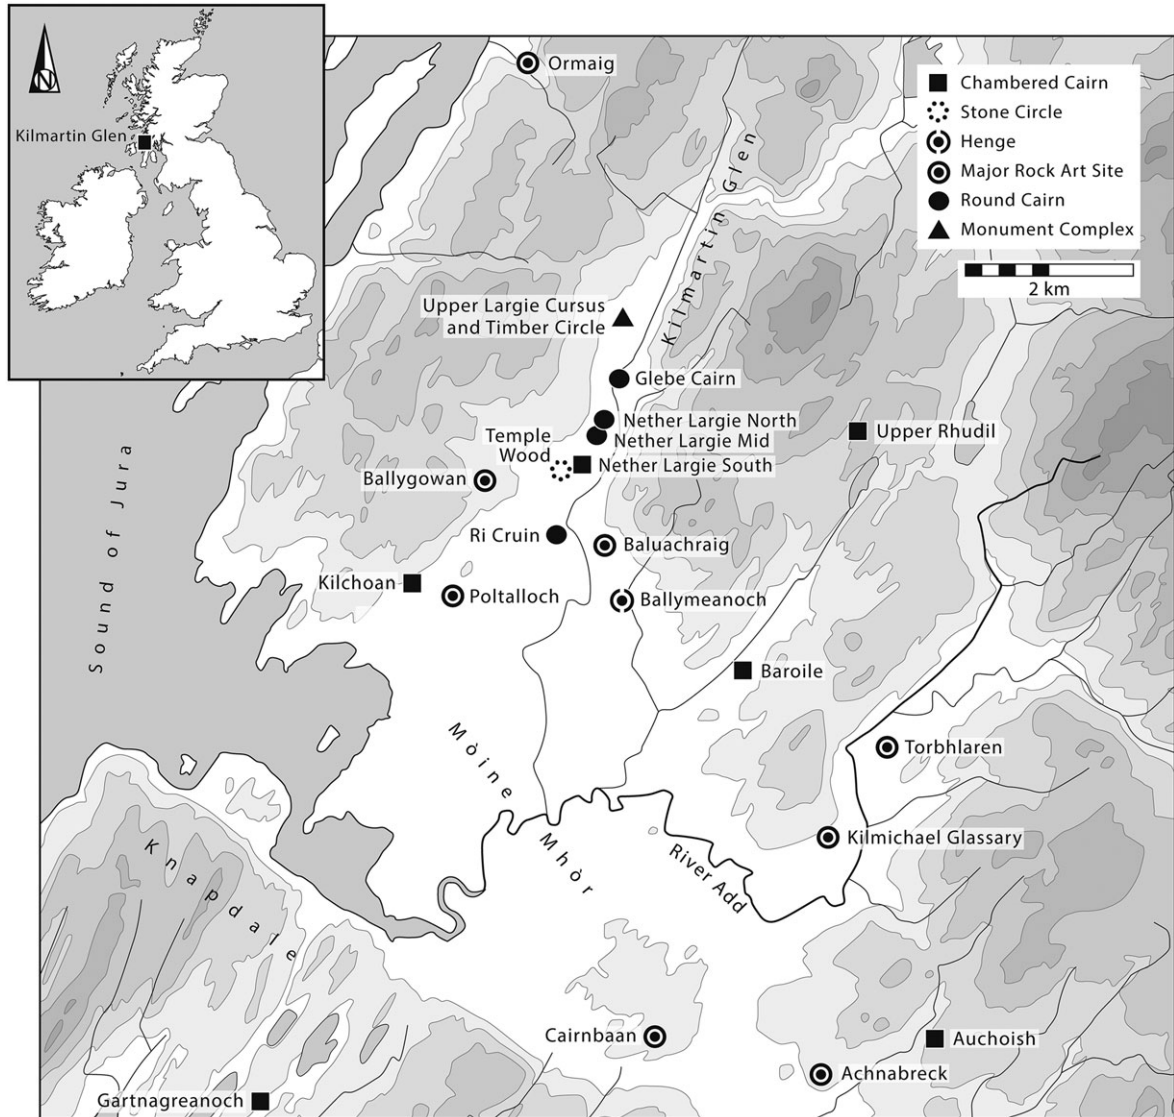 N
Kilmartin Glen
Ormaig
Chambered Cairn
Stone Circle
Henge
Major Rock Art Site
Round Cairn
Monument Complex
2 km
Kilmartin Glen
Upper Largie Cursus
and Timber Circle
Glebe Cairn
Nether Largie North
Nether Largie Mid
Temple
Wood
Nether Largie South
Upper Rhudil
Ballygowan
Sound of Jura
Ri Cruin
Baluachraig
Kilchoan
Poltalloch
Ballymeanoch
Baroile
Torbhlaren
Mòine Mhòr
Kilmichael Glassary
River Add
Knapdale
Cairnbaan
Auchoish
Achnabreck
Gartnagreanoch